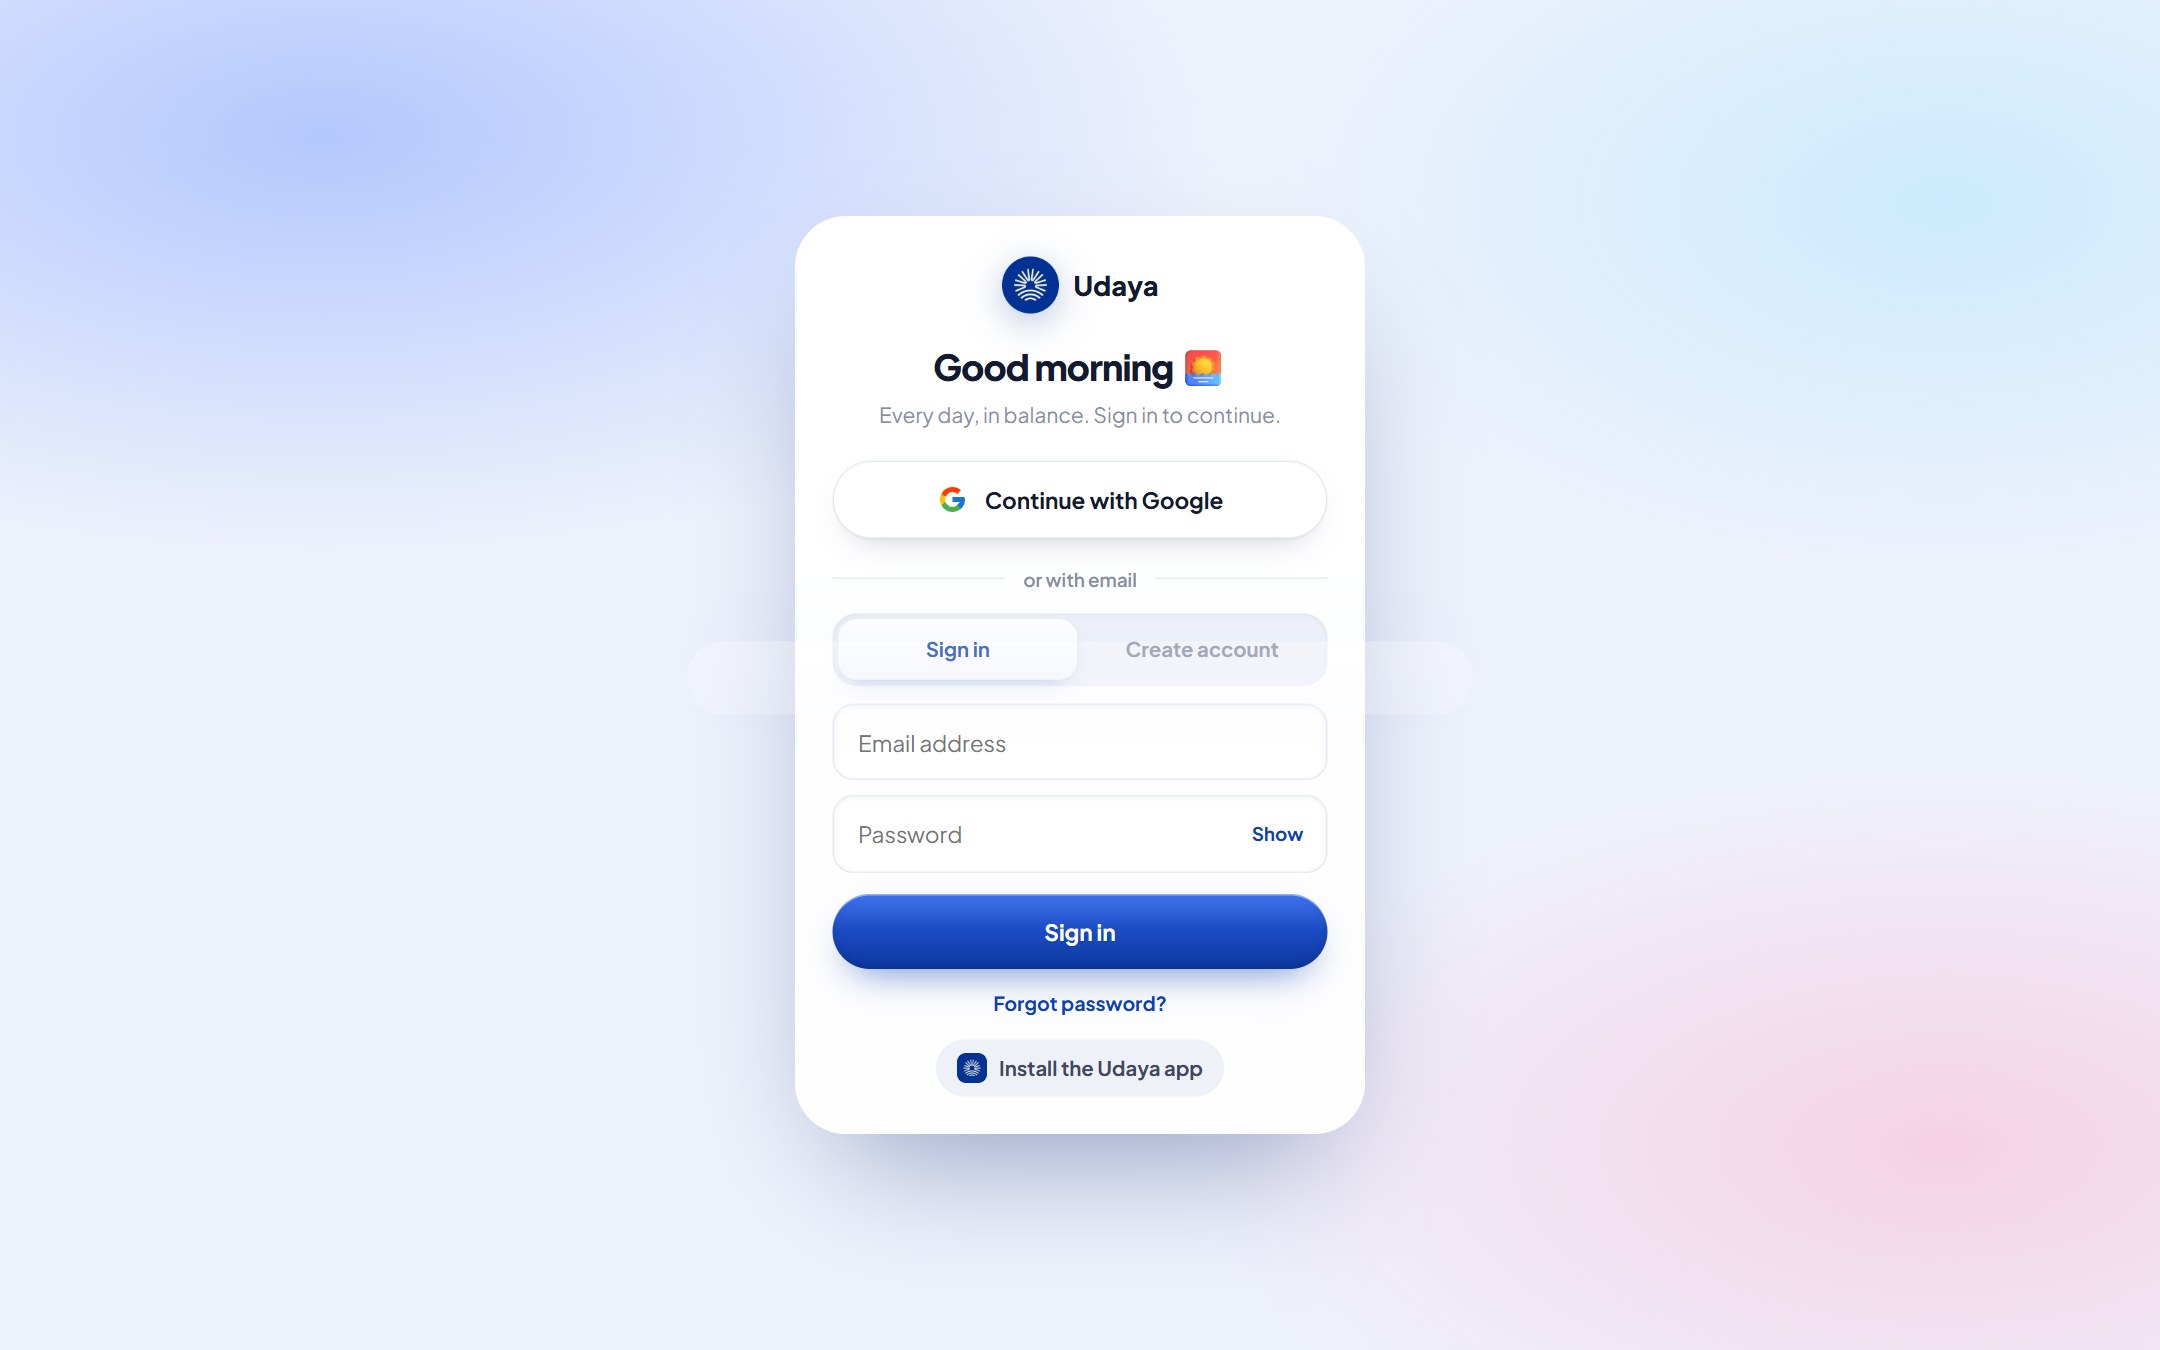 Udaya
Good morning 🌅
Every day, in balance. Sign in to continue.
Continue with Google
or with email
Sign in
Create account
Email address
Password
Show
Sign in
Forgot password?
Install the Udaya app